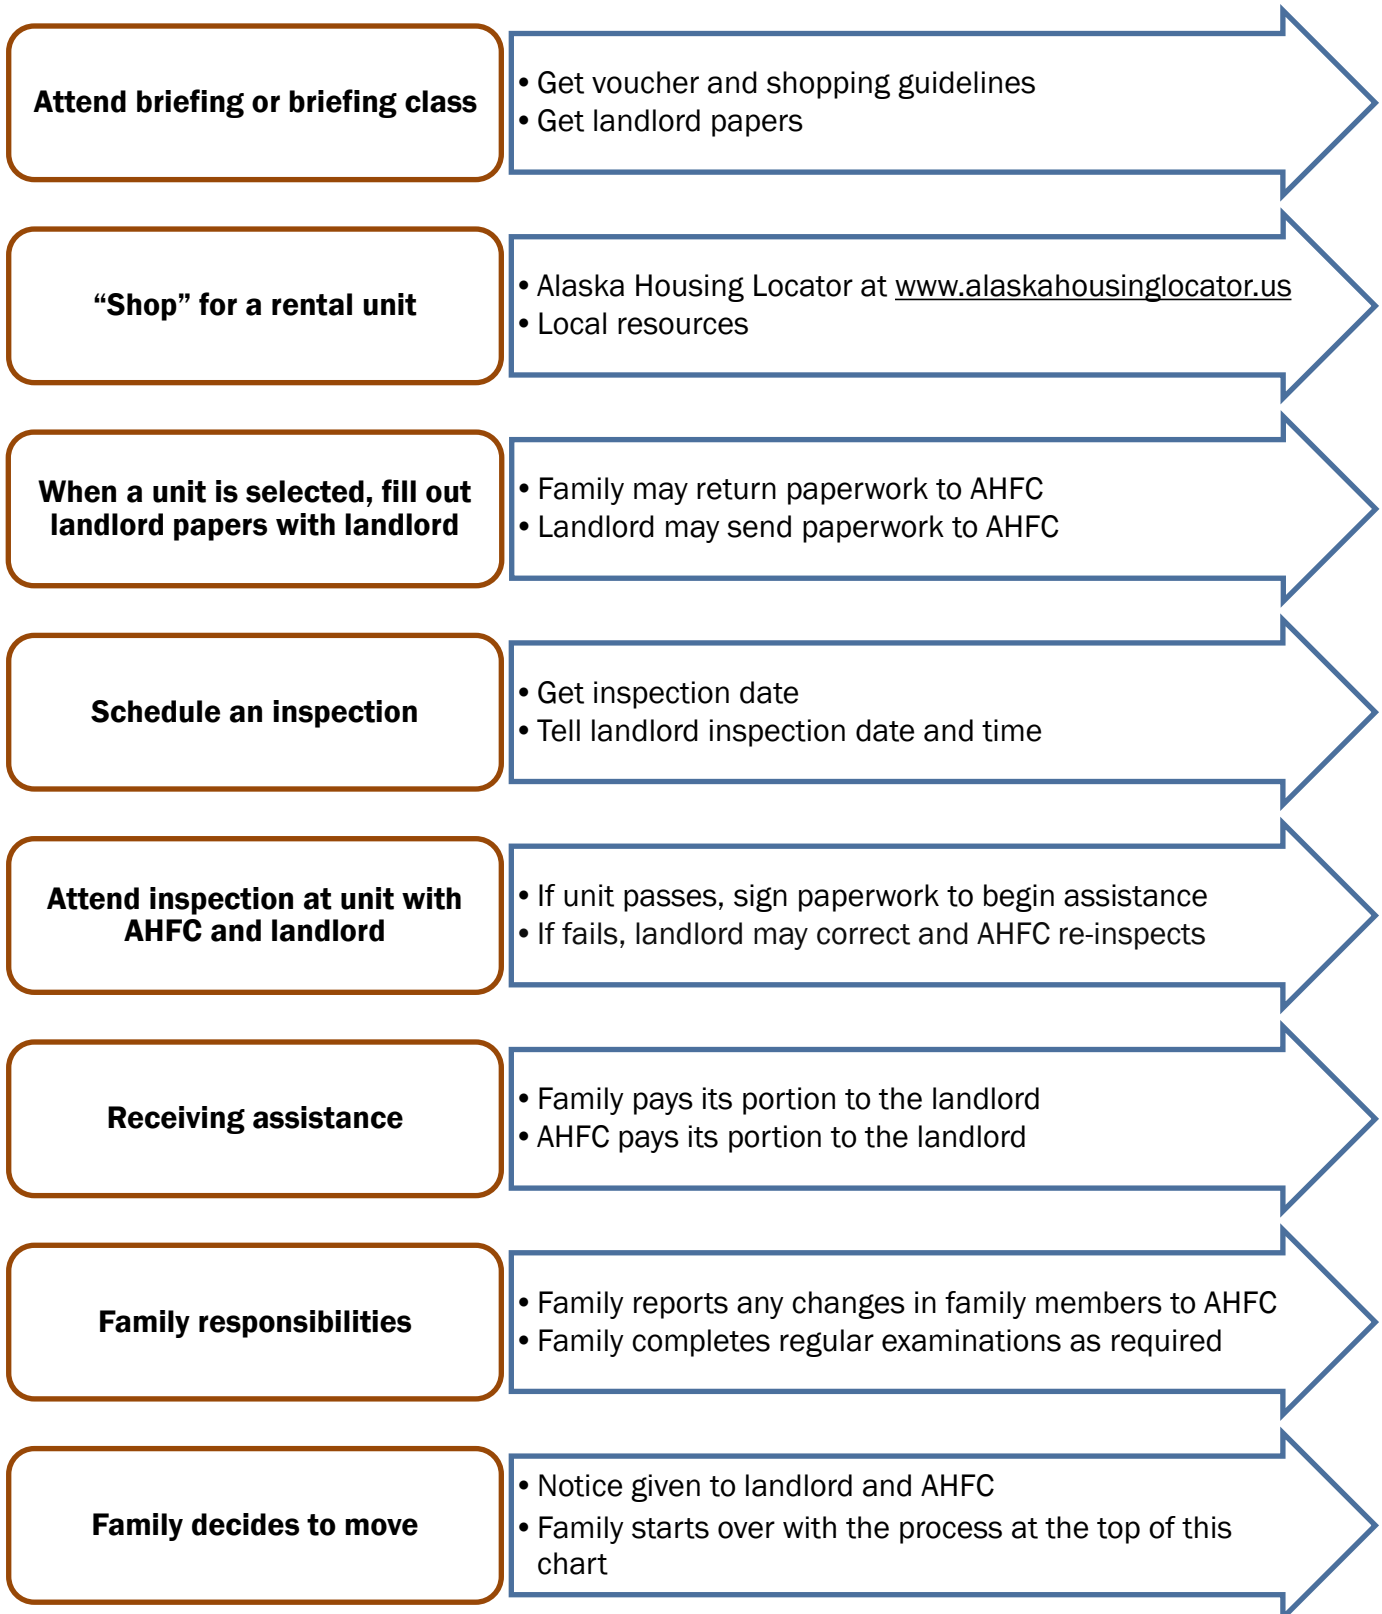 Attend briefing or briefing class
• Get voucher and shopping guidelines
• Get landlord papers
“Shop” for a rental unit
• Alaska Housing Locator at www.alaskahousinglocator.us
• Local resources
When a unit is selected, fill out
landlord papers with landlord
• Family may return paperwork to AHFC
• Landlord may send paperwork to AHFC
Schedule an inspection
• Get inspection date
• Tell landlord inspection date and time
Attend inspection at unit with
AHFC and landlord
• If unit passes, sign paperwork to begin assistance
• If fails, landlord may correct and AHFC re-inspects
Receiving assistance
• Family pays its portion to the landlord
• AHFC pays its portion to the landlord
Family responsibilities
• Family reports any changes in family members to AHFC
• Family completes regular examinations as required
Family decides to move
• Notice given to landlord and AHFC
• Family starts over with the process at the top of this
chart